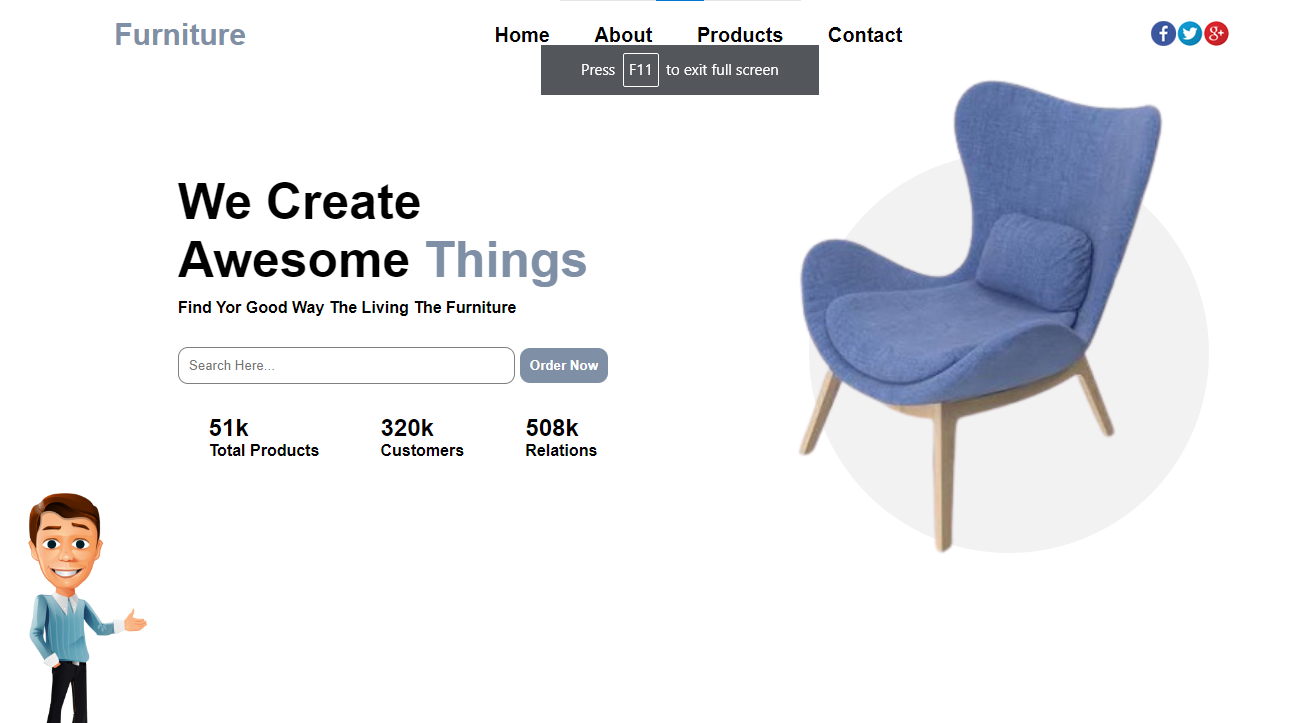 Furniture
Home About Products Contact
f g+
Press F11 to exit full screen
We Create
Awesome Things
Find Yor Good Way The Living The Furniture
Search Here...
Order Now
51k 320k 508k
Total Products Customers Relations